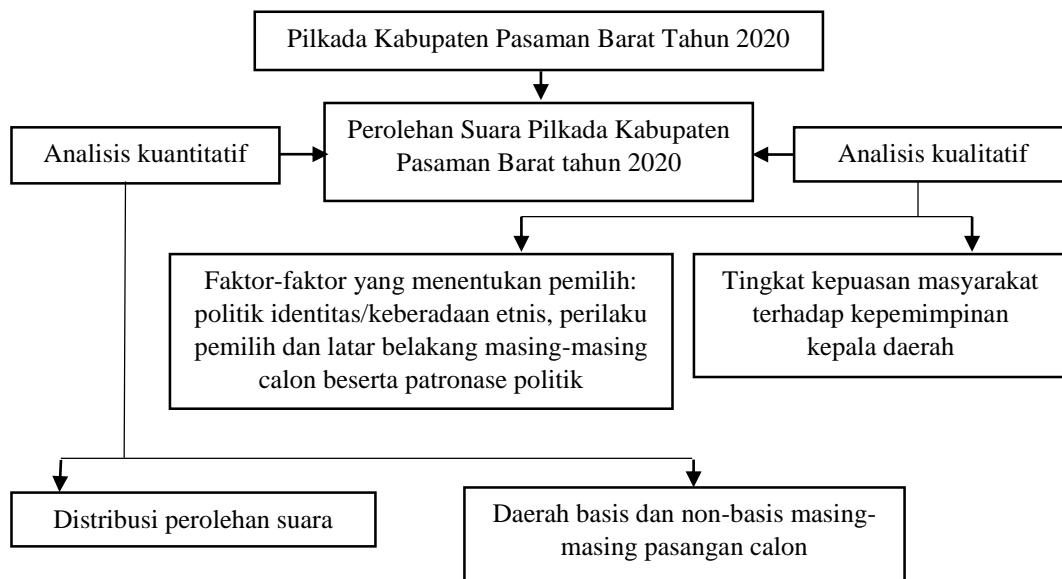 Pilkada Kabupaten Pasaman Barat Tahun 2020
Analisis kuantitatif
Perolehan Suara Pilkada Kabupaten
Pasaman Barat tahun 2020
Analisis kualitatif
Faktor-faktor yang menentukan pemilih:
politik identitas/keberadaan etnis, perilaku
pemilih dan latar belakang masing-masing
calon beserta patronase politik
Tingkat kepuasan masyarakat
terhadap kepemimpinan
kepala daerah
Distribusi perolehan suara
Daerah basis dan non-basis masing-
masing pasangan calon